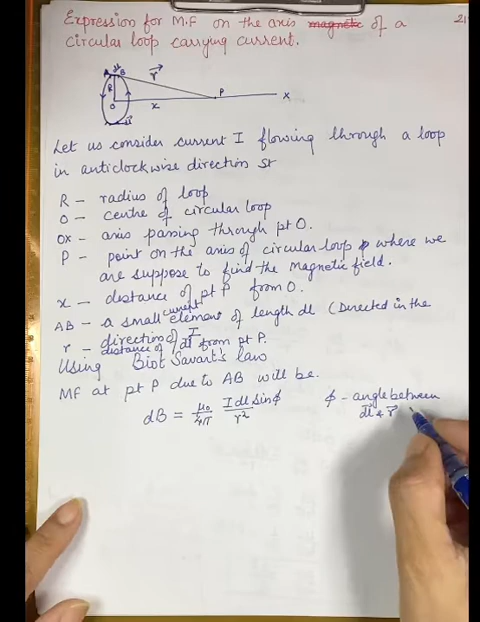 Expression for M.F on the axis magnetic of a
circular loop carrying current.
dl
A B
r
R
P
O x X
dl
Let us consider current I flowing through a loop
in anticlockwise direction st
R - radius of loop
O - centre of circular loop
OX - axis passing through pt O.
P - point on the axis of circular loop where we
are suppose to find the magnetic field.
x - distance of pt P from O.
AB - a small current element of length dl (Directed in the
direction of I
r - distance of dl from pt P.
Using Biot Savart's law
MF at pt P due to AB will be.
dB = μ₀/4π I dl sinϕ/r² ϕ - angle between
dl & r